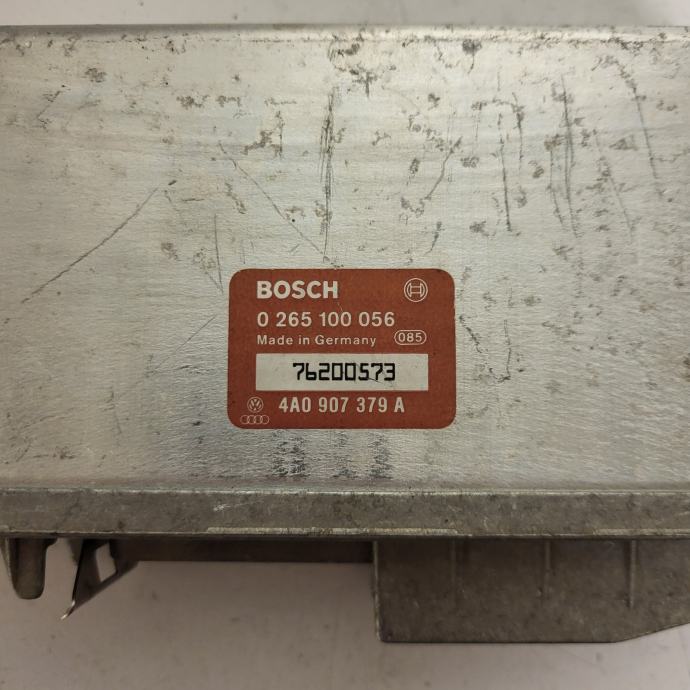 BOSCH
0 265 100 056
Made in Germany 085
76200573
4A0 907 379 A